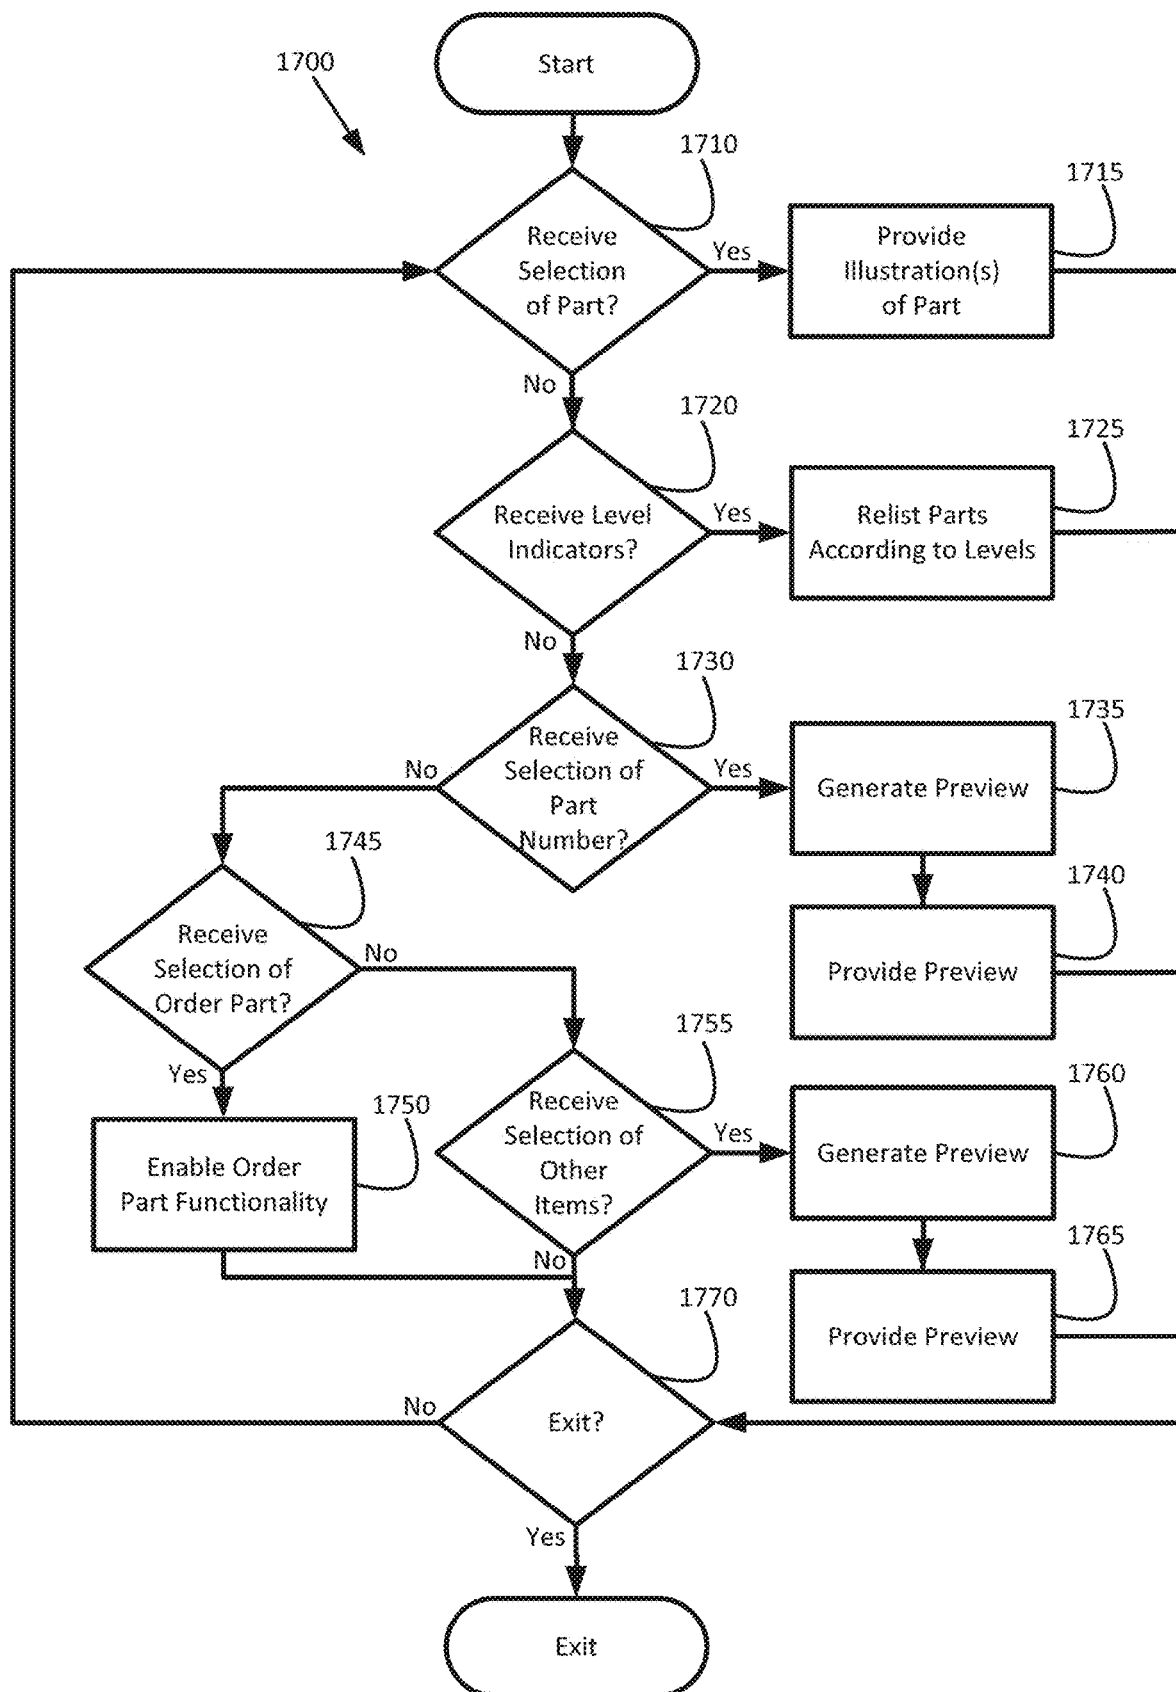 1700
Start
1710
1715
Receive
Selection
of Part?
Yes
Provide
Illustration(s)
of Part
No
1720
1725
Receive Level
Indicators?
Yes
Relist Parts
According to Levels
No
1730
1735
Receive
Selection of
Part
Number?
No
Yes
Generate Preview
1745
1740
Receive
Selection of
Order Part?
No
Provide Preview
Yes
1755
1760
1750
Receive
Selection of
Other
Items?
Yes
Generate Preview
Enable Order
Part Functionality
No
1765
1770
Provide Preview
No
Exit?
Yes
Exit